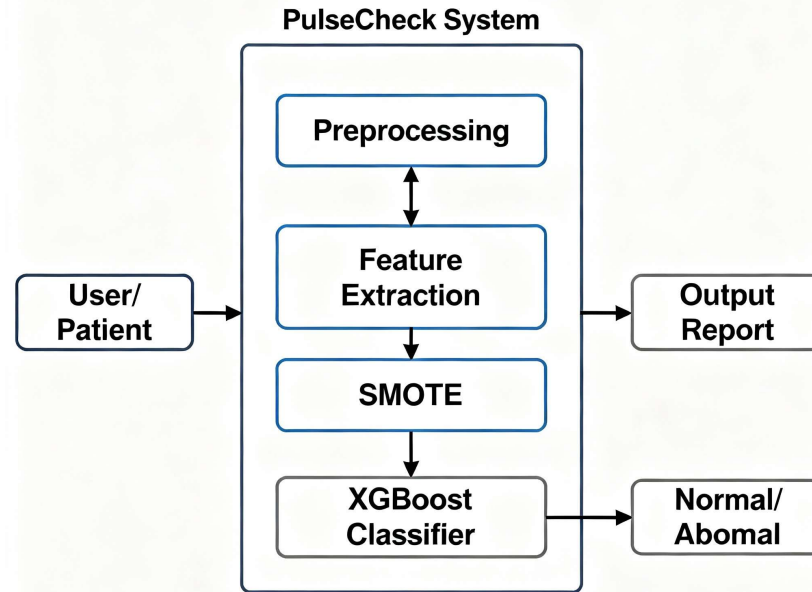 PulseCheck System
Preprocessing
Feature
Extraction
User/
Patient
Output
Report
SMOTE
XGBoost
Classifier
Normal/
Abomal